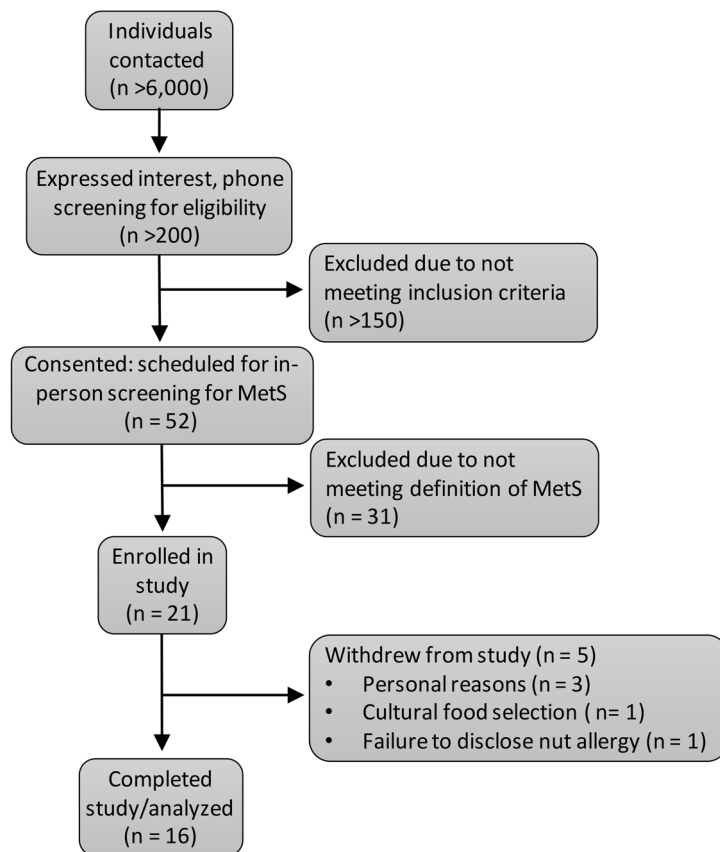 Individuals
contacted
(n >6,000)
Expressed interest, phone
screening for eligibility
(n >200)
Excluded due to not
meeting inclusion criteria
(n >150)
Consented: scheduled for in-
person screening for MetS
(n = 52)
Excluded due to not
meeting definition of MetS
(n = 31)
Enrolled in
study
(n = 21)
Withdrew from study (n = 5)
• Personal reasons (n = 3)
• Cultural food selection ( n= 1)
• Failure to disclose nut allergy (n = 1)
Completed
study/analyzed
(n = 16)